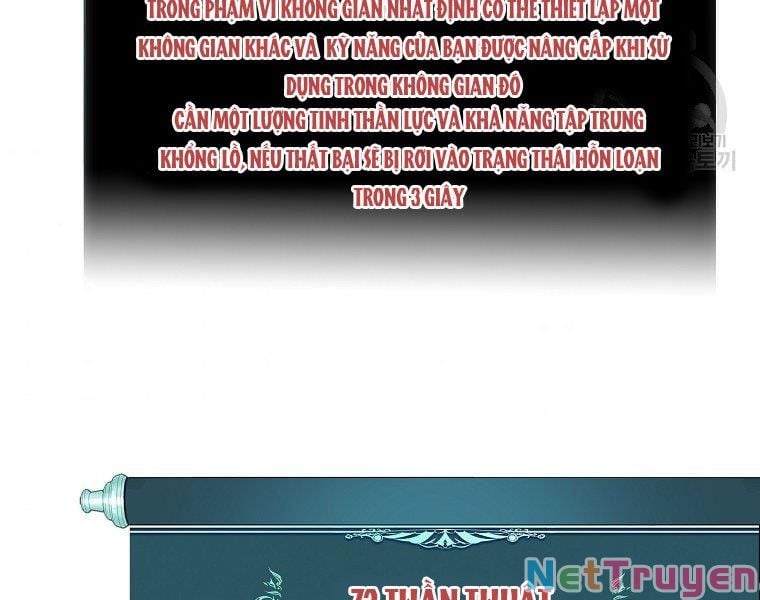 TRONG PHẠM VI KHÔNG GIAN NHẤT ĐỊNH CÓ THỂ THIẾT LẬP MỘT
KHÔNG GIAN KHÁC VÀ KỸ NĂNG CỦA BẠN ĐƯỢC NÂNG CẤP KHI SỬ
DỤNG TRONG KHÔNG GIAN ĐÓ
CẦN MỘT LƯỢNG TINH THẦN LỰC VÀ KHẢ NĂNG TẬP TRUNG
KHỔNG LỒ, NẾU THẤT BẠI SẼ BỊ RƠI VÀO TRẠNG THÁI HỖN LOẠN
TRONG 3 GIÂY
72 THẦN THUẬT
NetTruyen